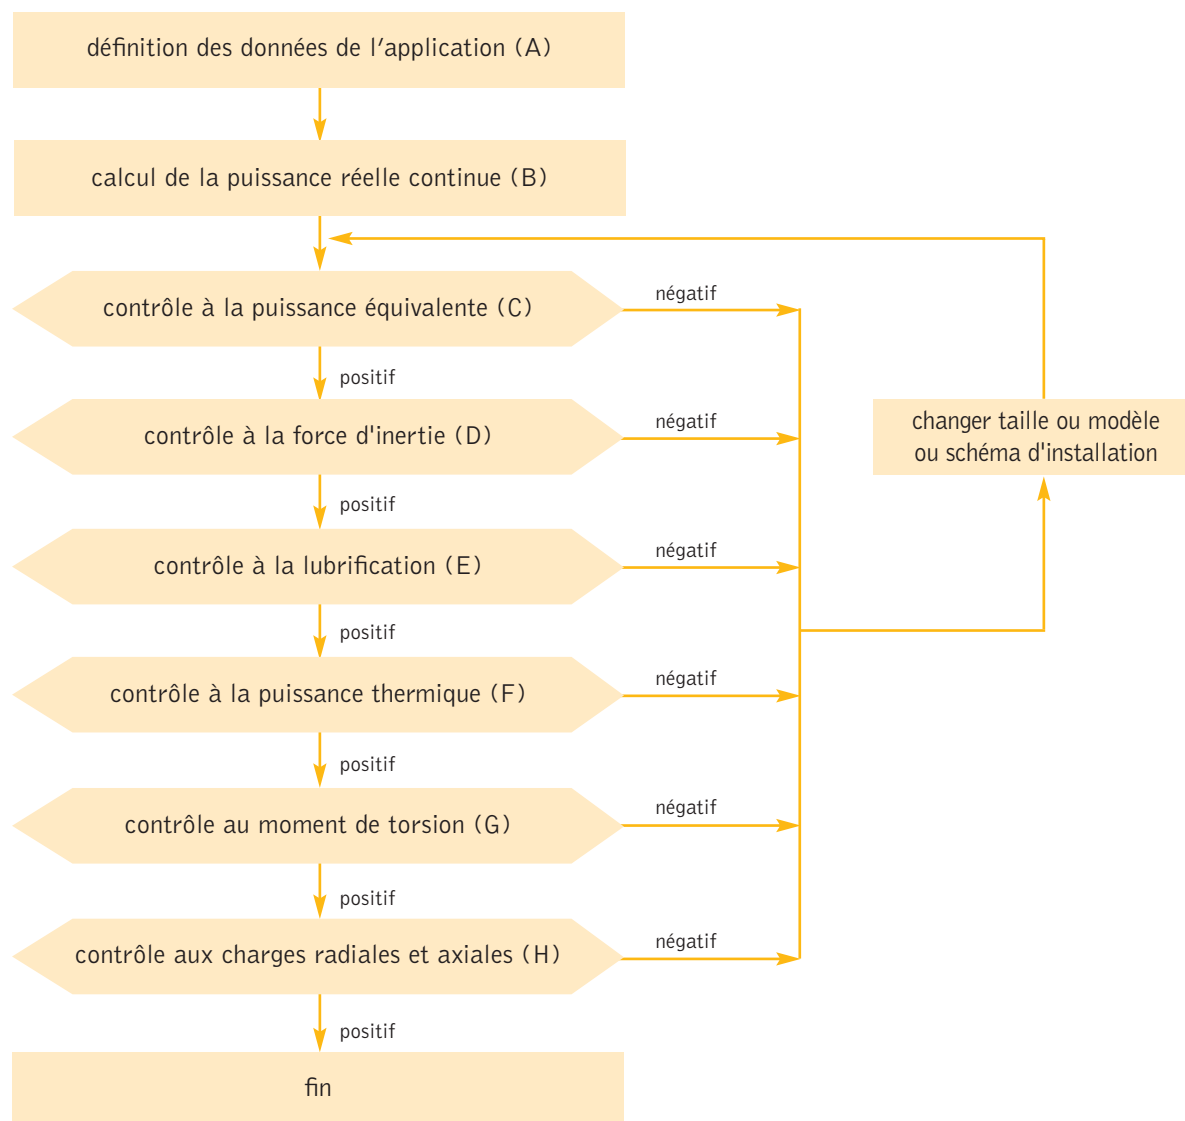 définition des données de l’application (A)
calcul de la puissance réelle continue (B)
contrôle à la puissance équivalente (C)
négatif
positif
contrôle à la force d'inertie (D)
négatif
changer taille ou modèle
ou schéma d'installation
positif
contrôle à la lubrification (E)
négatif
positif
contrôle à la puissance thermique (F)
négatif
positif
contrôle au moment de torsion (G)
négatif
positif
contrôle aux charges radiales et axiales (H)
négatif
positif
fin